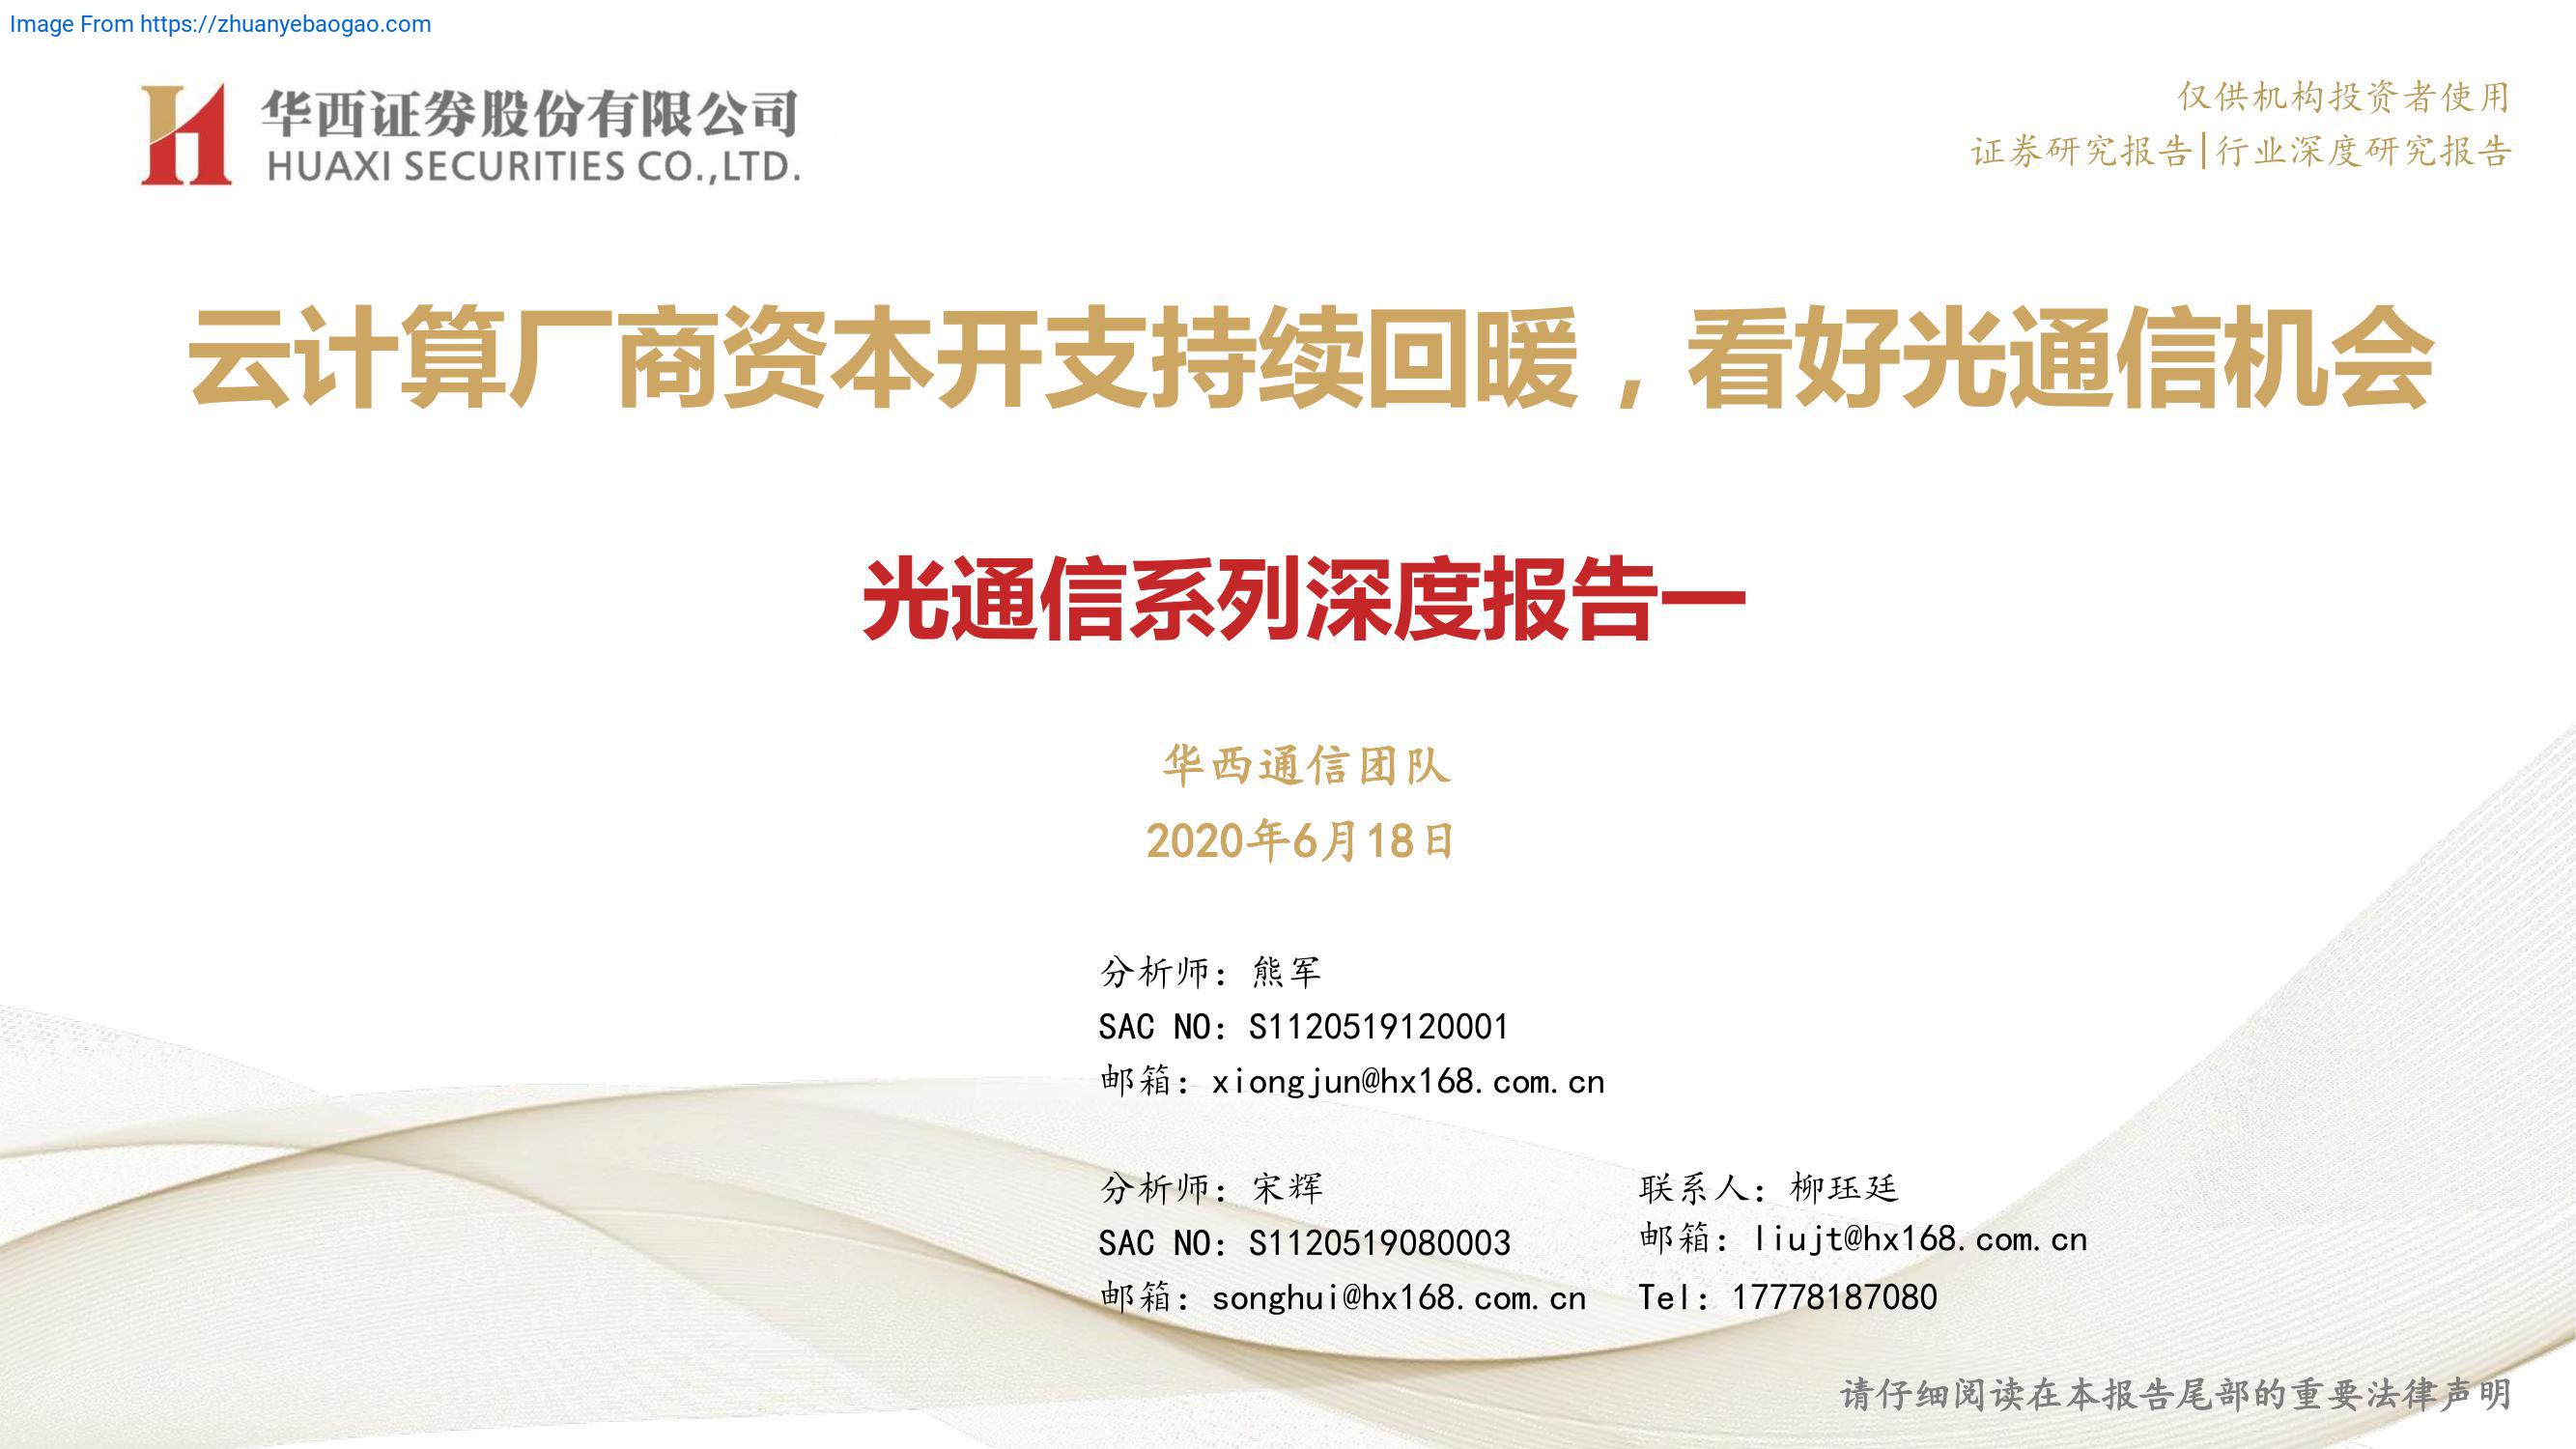 Image From https://zhuanyebaogao.com
华西证券股份有限公司
HUAXI SECURITIES CO.,LTD.
仅供机构投资者使用
证券研究报告|行业深度研究报告
云计算厂商资本开支持续回暖，看好光通信机会
光通信系列深度报告一
华西通信团队
2020年6月18日
分析师：熊军
SAC NO：S1120519120001
邮箱：xiongjun@hx168.com.cn
分析师：宋辉
SAC NO：S1120519080003
邮箱：songhui@hx168.com.cn
联系人：柳珏廷
邮箱：liujt@hx168.com.cn
Tel：17778187080
请仔细阅读在本报告尾部的重要法律声明